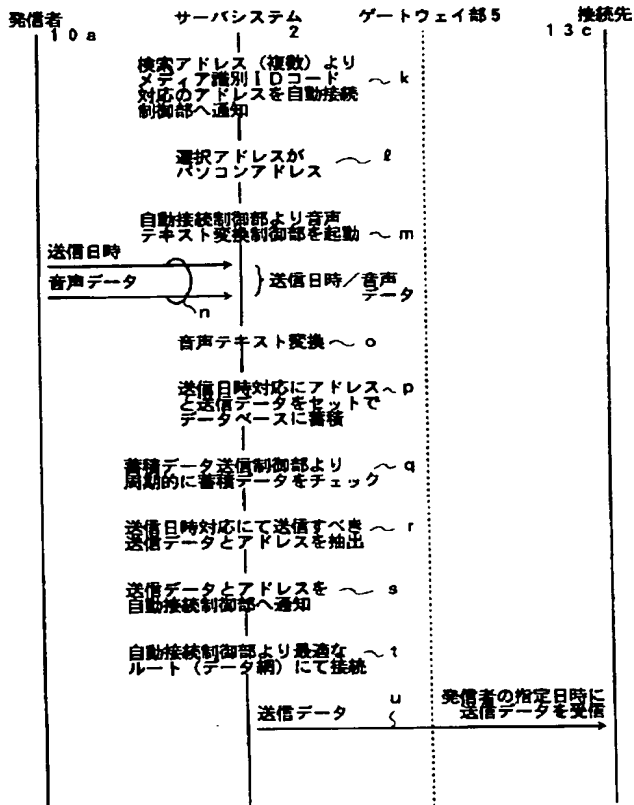 発信者
サーバシステム
ゲートウェイ部5
接続先
10a
2
13c
検索アドレス(複数)より
メディア識別IDコード ～ k
対応のアドレスを自動接続
制御部へ通知
選択アドレスが ～ ℓ
パソコンアドレス
自動接続制御部より音声
テキスト変換制御部を起動 ～ m
送信日時
音声データ
n
送信日時/音声
データ
音声テキスト変換 ～ o
送信日時対応にアドレス ～ p
と送信データをセットで
データベースに蓄積
蓄積データ送信制御部より ～ q
周期的に蓄積データをチェック
送信日時対応にて送信すべき ～ r
送信データとアドレスを抽出
送信データとアドレスを ～ s
自動接続制御部へ通知
自動接続制御部より最適な ～ t
ルート(データ網)にて接続
送信データ
u
発信者の指定日時に
送信データを受信